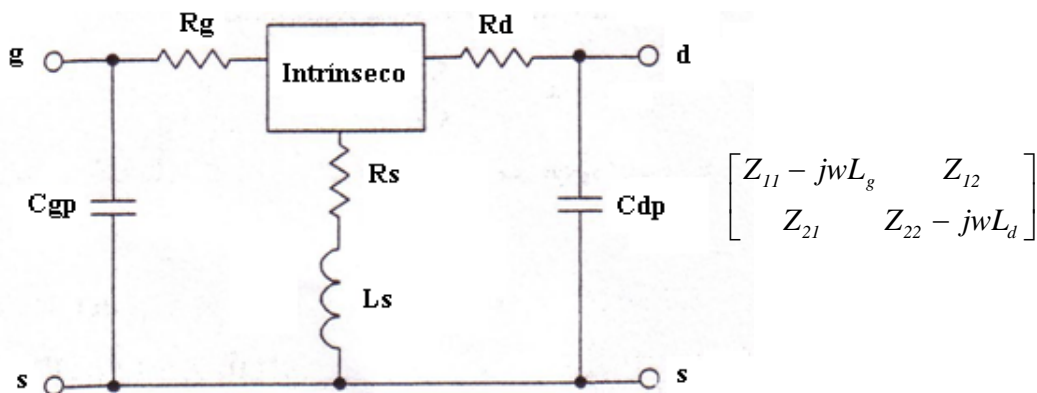 Rg
Rd
g
d
Intrínseco
Rs
Cgp
Cdp
Ls
s
s
Z11 - jwLg Z12
Z21 Z22 - jwLd